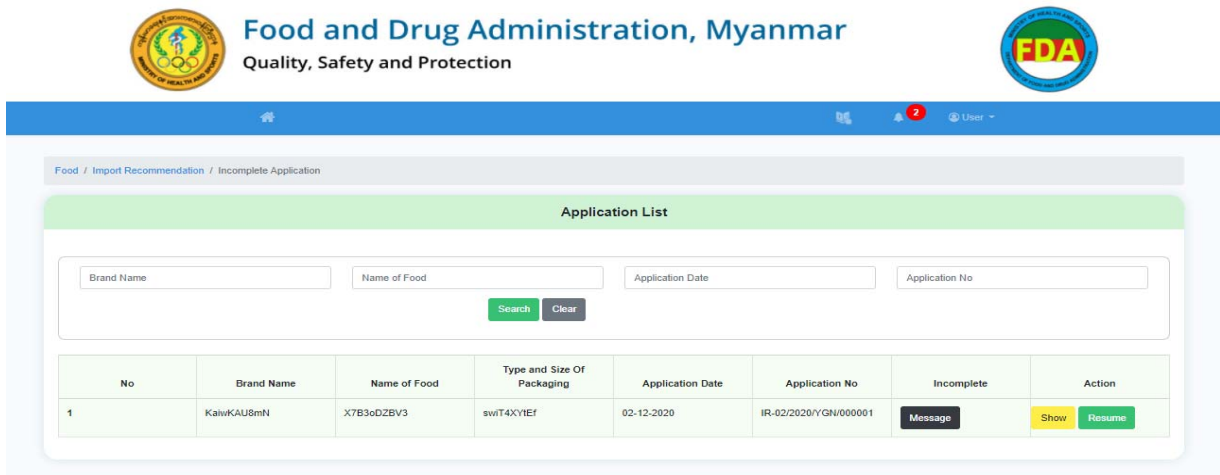 Food and Drug Administration, Myanmar
Quality, Safety and Protection
FDA
2
User
Food / Import Recommendation / Incomplete Application
Application List
Brand Name Name of Food Application Date Application No
Search Clear
No Brand Name Name of Food Type and Size Of Packaging Application Date Application No Incomplete Action
1 KaiwKAU8mN X7B3oDZBV3 swiT4XYtEf 02-12-2020 IR-02/2020/YGN/000001 Message Show Resume